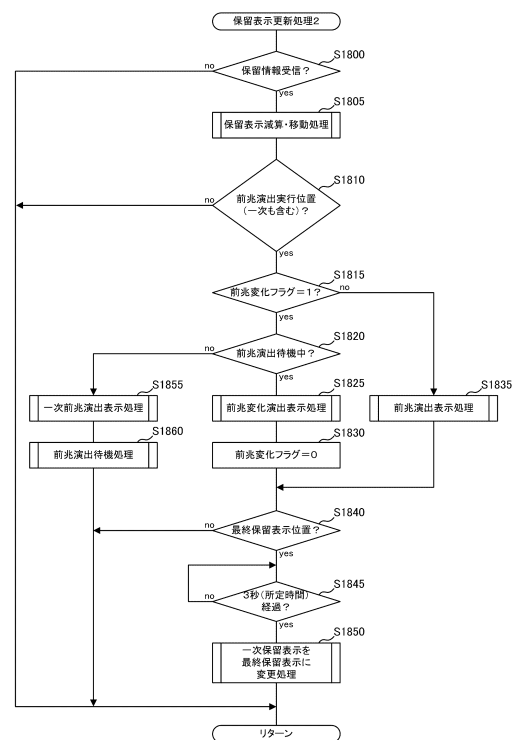 保留表示更新処理2
S1800
保留情報受信？
no
yes
S1805
保留表示減算・移動処理
S1810
前兆演出実行位置
（一次も含む）？
no
yes
S1815
前兆変化フラグ＝1？
no
yes
S1820
前兆演出待機中？
no
yes
S1855
一次前兆演出表示処理
S1825
前兆変化演出表示処理
S1835
前兆演出表示処理
S1860
前兆演出待機処理
S1830
前兆変化フラグ＝0
S1840
最終保留表示位置？
no
yes
S1845
3秒（所定時間）
経過？
no
yes
S1850
一次保留表示を
最終保留表示に
変更処理
リターン